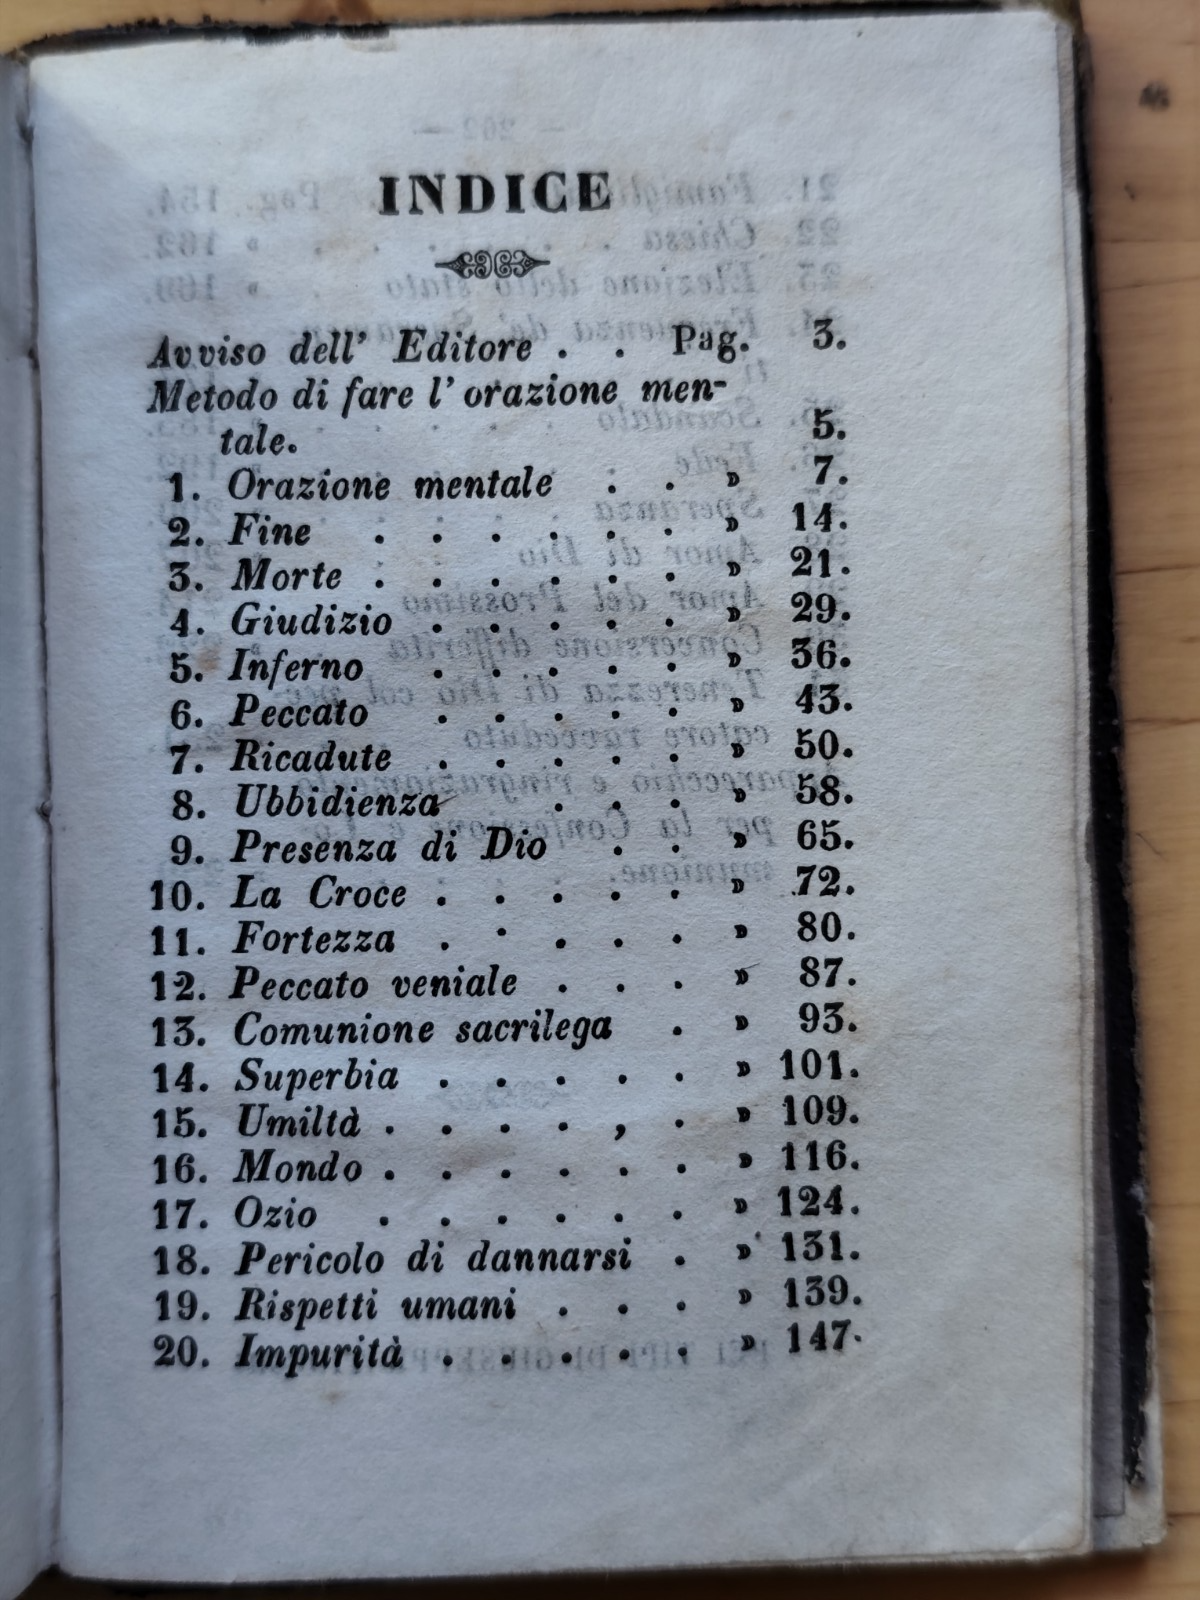 INDICE
Avviso dell' Editore . . Pag. 3.
Metodo di fare l' orazione men-
tale. 5.
1. Orazione mentale . . » 7.
2. Fine . . . . . . » 14.
3. Morte . . . . . . » 21.
4. Giudizio . . . . . » 29.
5. Inferno . . . . . » 36.
6. Peccato . . . . . » 43.
7. Ricadute . . . . . » 50.
8. Ubbidienza . . . » 58.
9. Presenza di Dio . . » 65.
10. La Croce . . . . . » 72.
11. Fortezza . . . . . » 80.
12. Peccato veniale . . . » 87.
13. Comunione sacrilega . » 93.
14. Superbia . . . . . » 101.
15. Umiltà . . . . , . » 109.
16. Mondo . . . . . . » 116.
17. Ozio . . . . . . » 124.
18. Pericolo di dannarsi . » 131.
19. Rispetti umani . . . » 139.
20. Impurità . . . . . » 147.